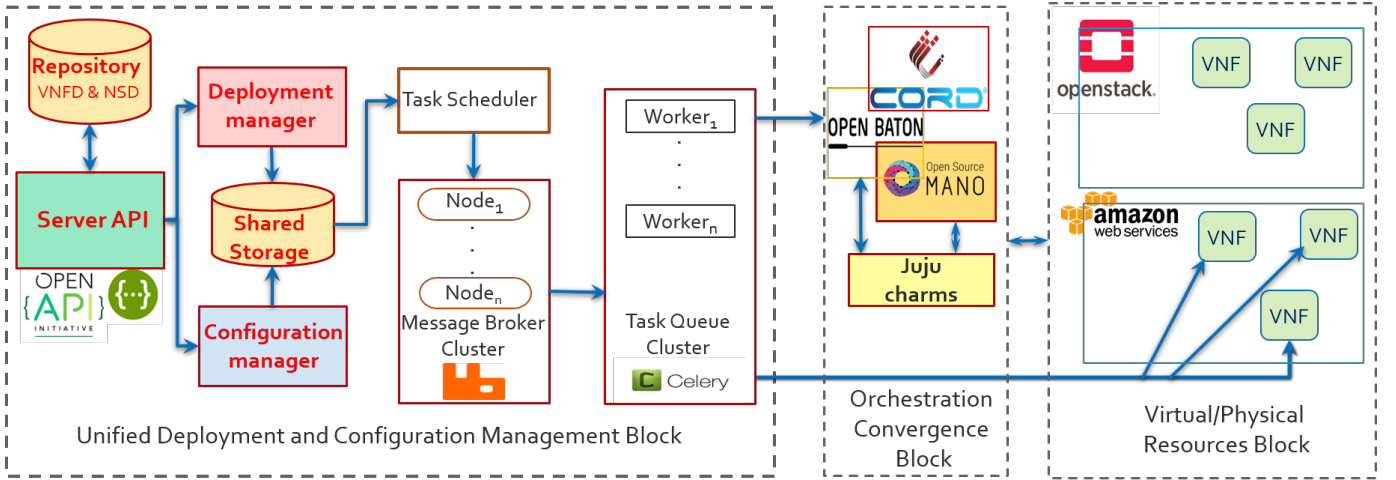 Repository
VNFD & NSD
Server API
OPEN
{API}
INITIATIVE
{···}
Deployment
manager
Shared
Storage
Configuration
manager
Task Scheduler
Node1
Noden
Message Broker
Cluster
Worker1
Workern
Task Queue
Cluster
C Celery
Unified Deployment and Configuration Management Block
CORD
OPEN BATON
Open Source
MANO
Juju
charms
Orchestration
Convergence
Block
openstack.
VNF
VNF
VNF
amazon
web services
VNF
VNF
VNF
Virtual/Physical
Resources Block